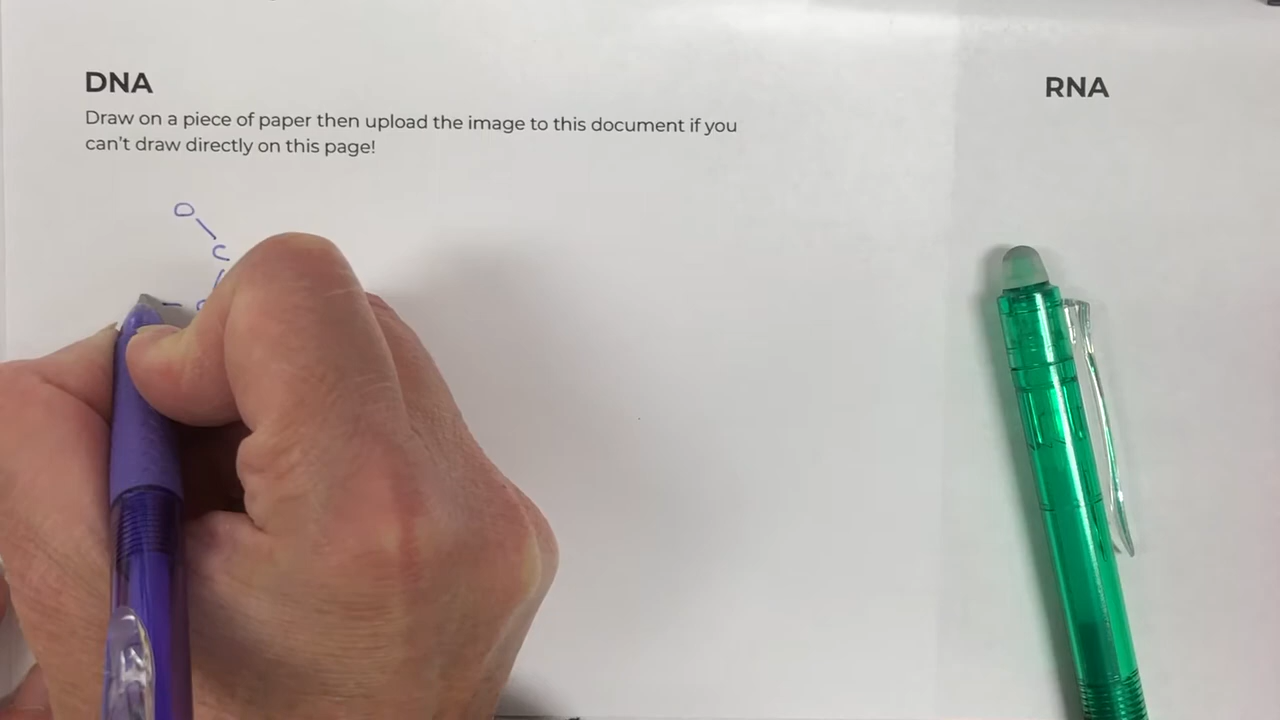 DNA
RNA
Draw on a piece of paper then upload the image to this document if you
can't draw directly on this page!
O
C